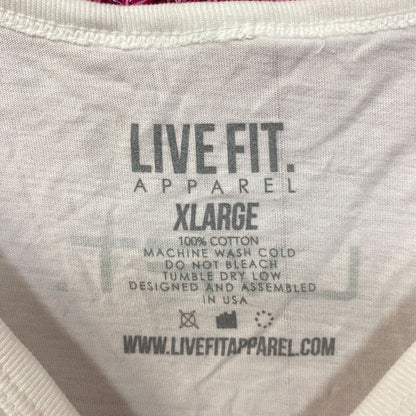 LIVE FIT.
APPAREL
XLARGE
100% COTTON
MACHINE WASH COLD
DO NOT BLEACH
TUMBLE DRY LOW
DESIGNED AND ASSEMBLED
IN USA
WWW.LIVEFITAPPAREL.COM